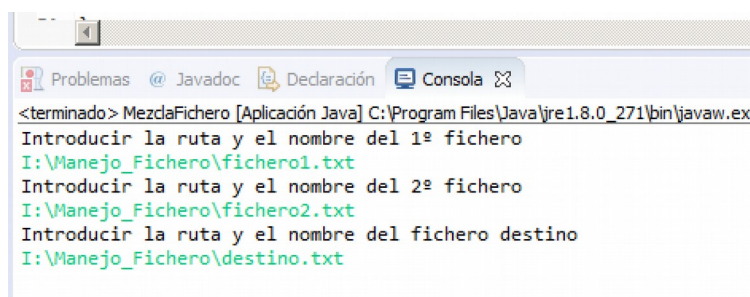 Problemas @ Javadoc Declaración Consola
<terminado> MezclaFichero [Aplicación Java] C:\Program Files\Java\jre1.8.0_271\bin\javaw.ex
Introducir la ruta y el nombre del 1º fichero
I:\Manejo_Fichero\fichero1.txt
Introducir la ruta y el nombre del 2º fichero
I:\Manejo_Fichero\fichero2.txt
Introducir la ruta y el nombre del fichero destino
I:\Manejo_Fichero\destino.txt